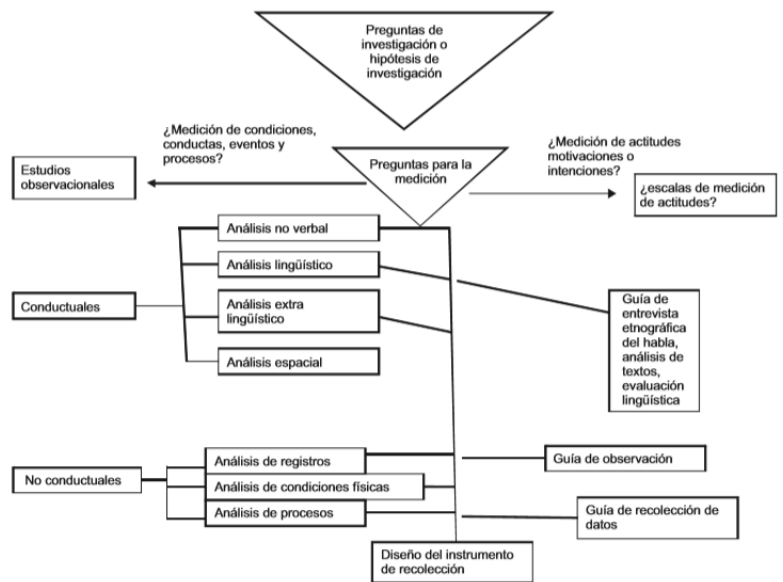 Preguntas de
investigación o
hipótesis de
investigación
¿Medición de condiciones,
conductas, eventos y
procesos?
Preguntas para la
medición
¿Medición de actitudes
motivaciones o
intenciones?
Estudios
observacionales
¿escalas de medición
de actitudes?
Análisis no verbal
Análisis lingüístico
Conductuales
Análisis extra
lingüístico
Análisis espacial
Guía de
entrevista
etnográfica
del habla,
análisis de
textos,
evaluación
lingüística
No conductuales
Análisis de registros
Análisis de condiciones físicas
Análisis de procesos
Guía de observación
Guía de recolección de
datos
Diseño del instrumento
de recolección